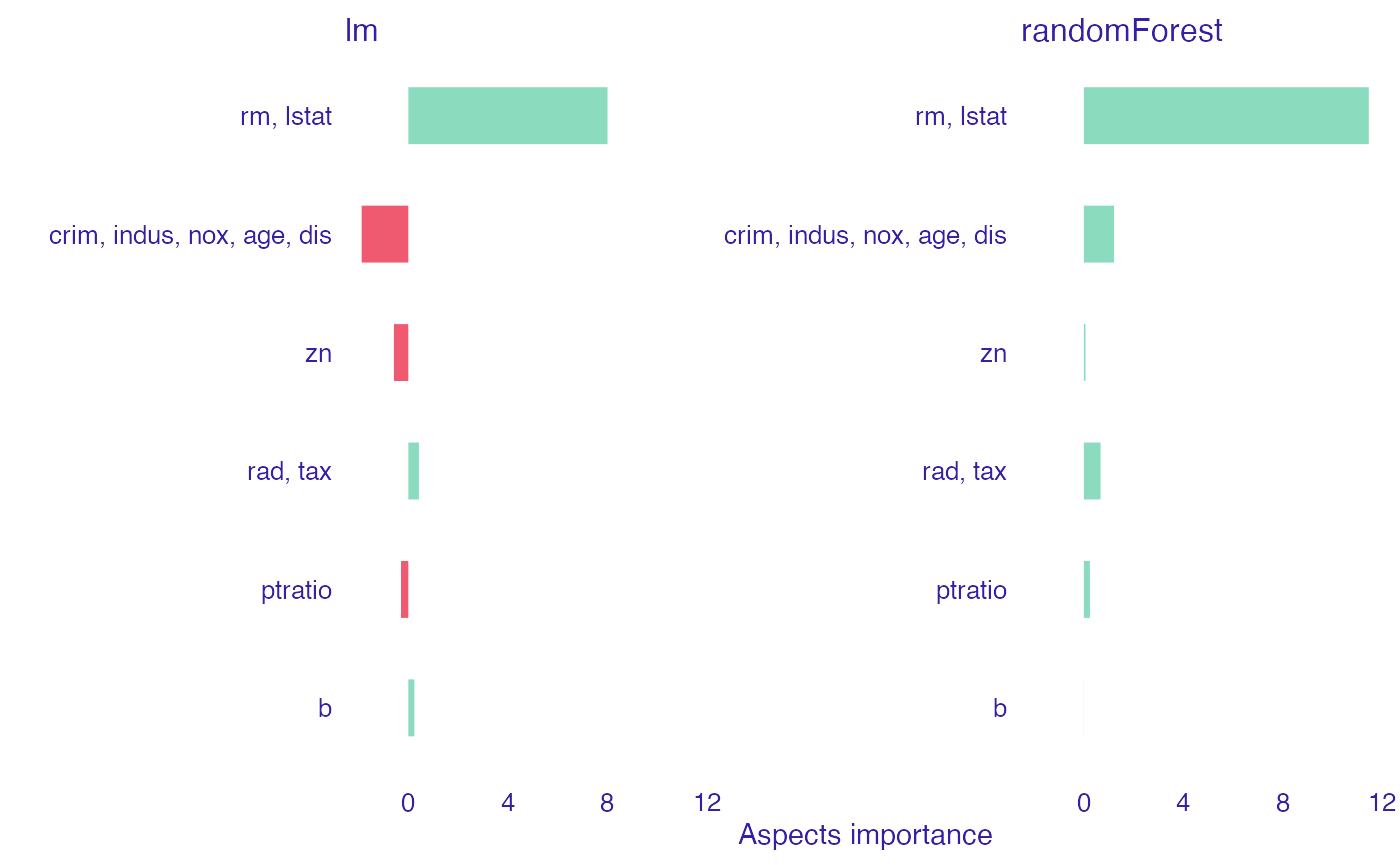 lm
rm, lstat
crim, indus, nox, age, dis
zn
rad, tax
ptratio
b
0 4 8 12
randomForest
rm, lstat
crim, indus, nox, age, dis
zn
rad, tax
ptratio
b
0 4 8 12
Aspects importance